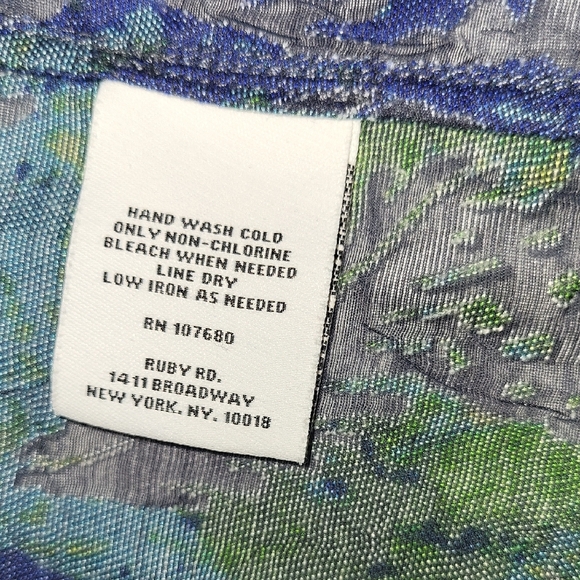 HAND WASH COLD
ONLY NON-CHLORINE
BLEACH WHEN NEEDED
LINE DRY
LOW IRON AS NEEDED
RN 107680
RUBY RD.
1411 BROADWAY
NEW YORK. NY. 10018